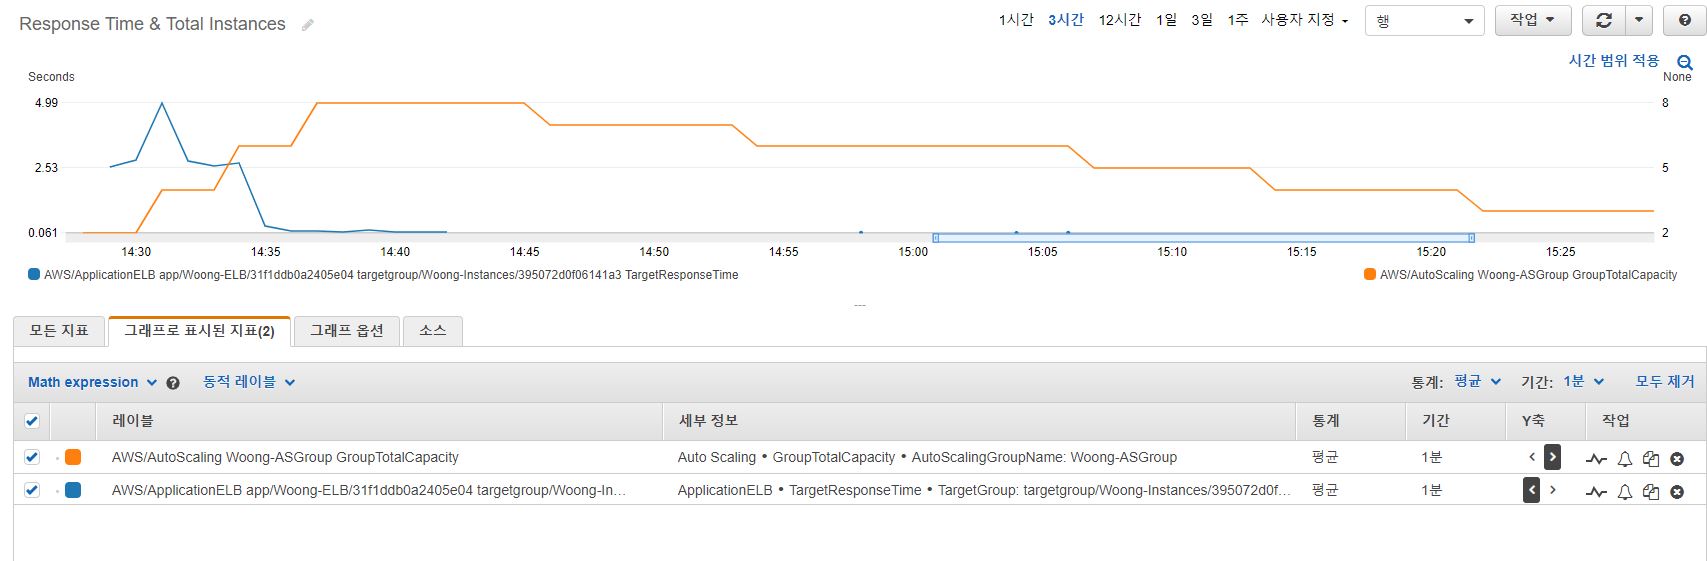 Response Time & Total Instances
1시간 3시간 12시간 1일 3일 1주 사용자 지정 행 작업
시간 범위 적용
Seconds None
4.99 8
2.53 5
0.061 2
14:30 14:35 14:40 14:45 14:50 14:55 15:00 15:05 15:10 15:15 15:20 15:25
AWS/ApplicationELB app/Woong-ELB/31f1ddb0a2405e04 targetgroup/Woong-Instances/395072d0f06141a3 TargetResponseTime AWS/AutoScaling Woong-ASGroup GroupTotalCapacity
모든 지표 그래프로 표시된 지표(2) 그래프 옵션 소스
Math expression 동적 레이블 통계: 평균 기간: 1분 모두 제거
레이블 세부 정보 통계 기간 Y축 작업
AWS/AutoScaling Woong-ASGroup GroupTotalCapacity Auto Scaling • GroupTotalCapacity • AutoScalingGroupName: Woong-ASGroup 평균 1분
AWS/ApplicationELB app/Woong-ELB/31f1ddb0a2405e04 targetgroup/Woong-In... ApplicationELB • TargetResponseTime • TargetGroup: targetgroup/Woong-Instances/395072d0f... 평균 1분